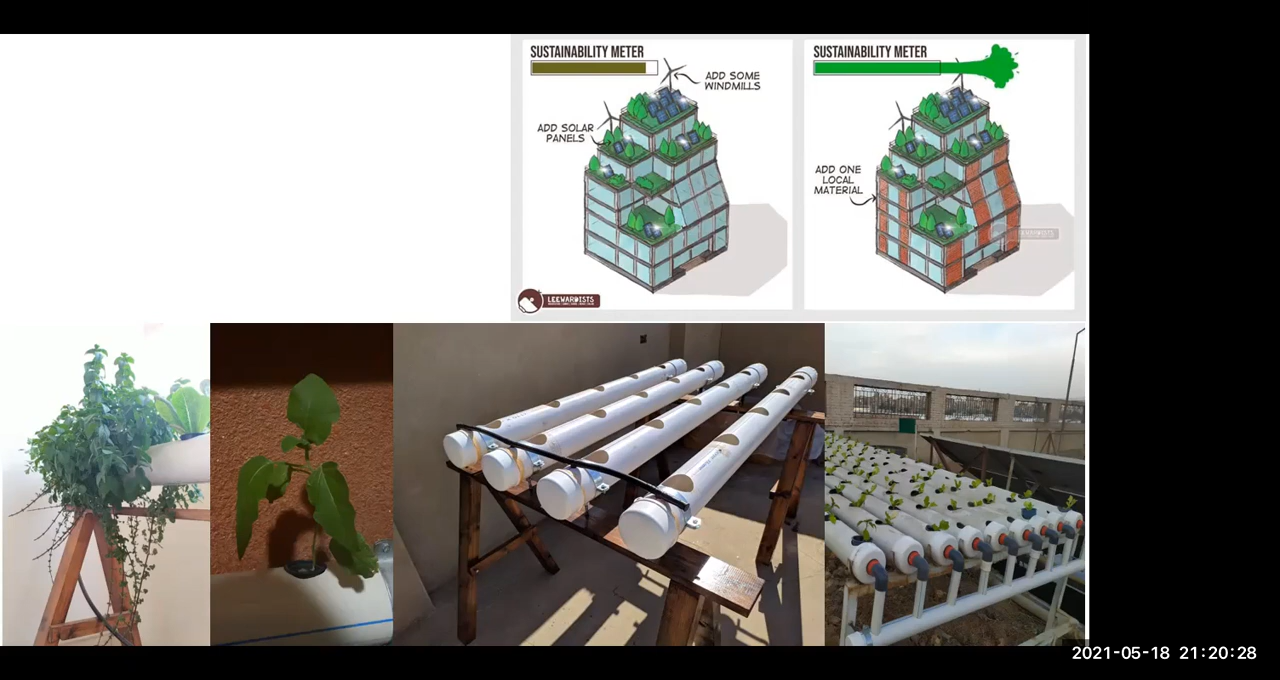 SUSTAINABILITY METER
ADD SOME
WINDMILLS
ADD SOLAR
PANELS
LEEWARDISTS
SUSTAINABILITY METER
ADD ONE
LOCAL
MATERIAL
LEEWARDISTS
2021-05-18 21:20:28